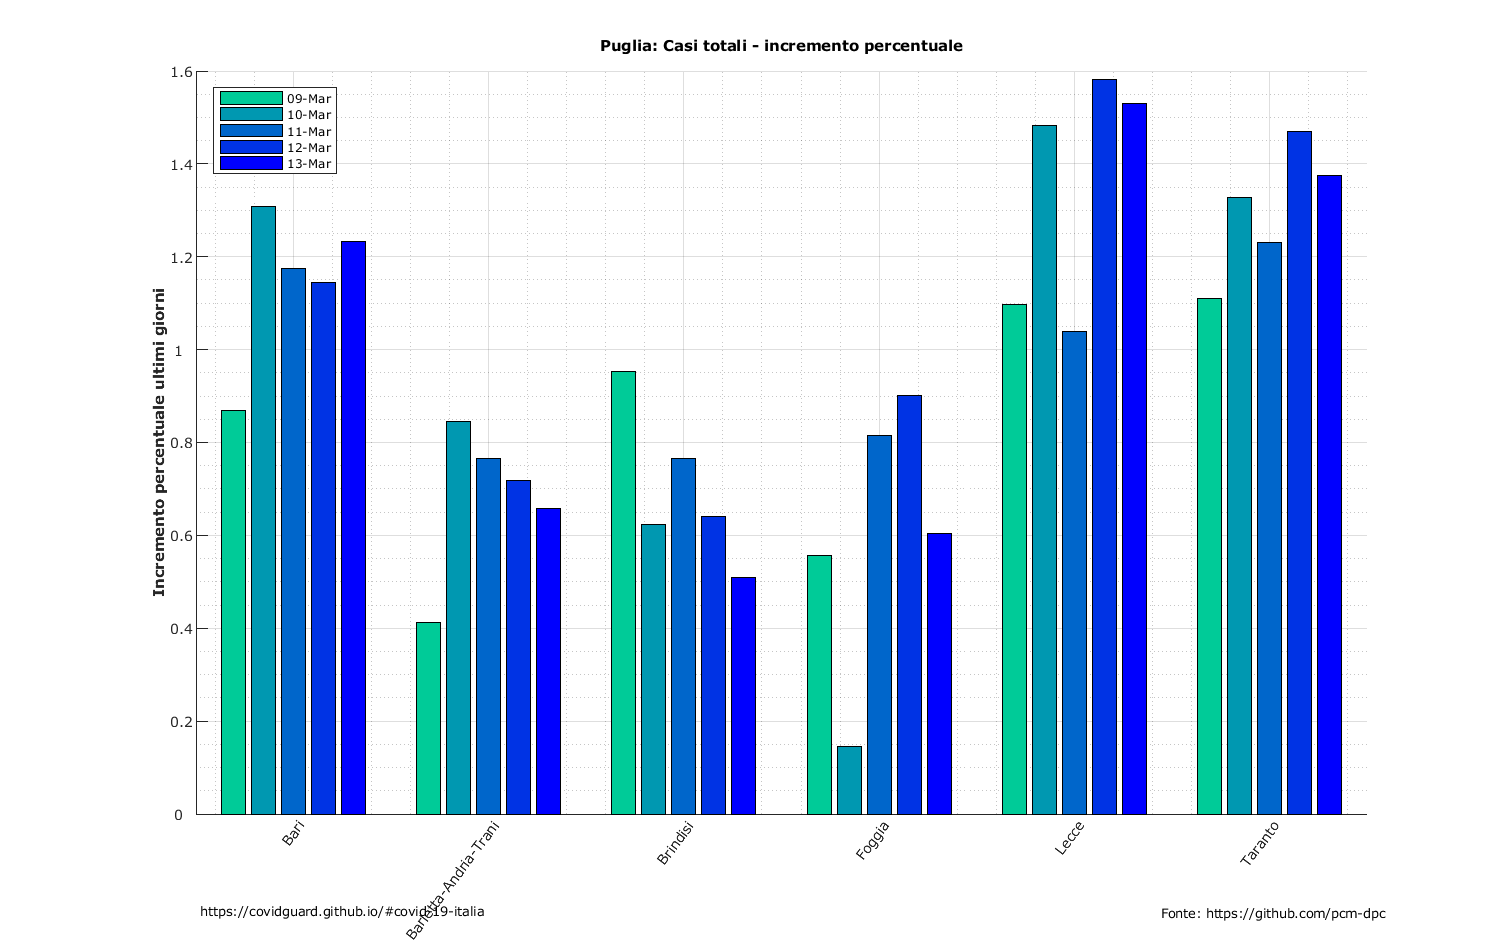 Puglia: Casi totali - incremento percentuale
Incremento percentuale ultimi giorni
1.6
1.4
1.2
1
0.8
0.6
0.4
0.2
0
09-Mar
10-Mar
11-Mar
12-Mar
13-Mar
Bari
Barletta-Andria-Trani
Brindisi
Foggia
Lecce
Taranto
https://covidguard.github.io/#covid-19-italia
Fonte: https://github.com/pcm-dpc